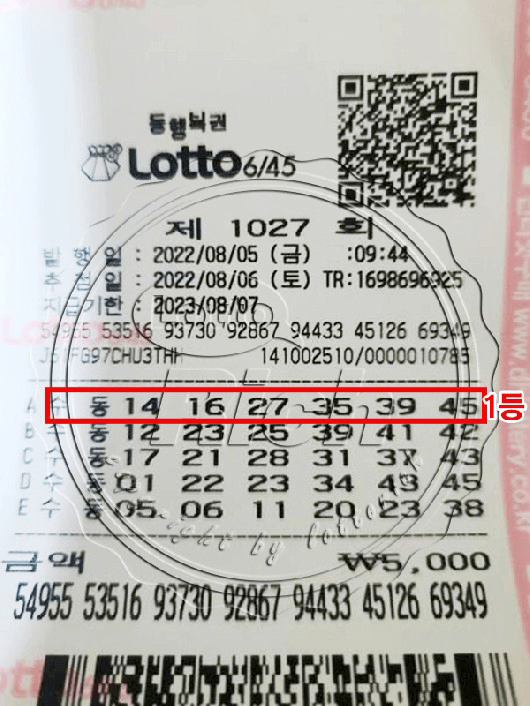 동행복권
Lotto 6/45
제 1027 회
발 행 일 : 2022/08/05 (금) :09:44
추 첨 일 : 2022/08/06 (토) TR:1698696925
지급기한 : 2023/08/07
54955 53516 93730 92867 94433 45126 69349
141002510/0000010783
A 수 동 14 16 27 35 39 45 1등
B 수 동 12 23 25 39 41 42
C 수 동 17 21 28 31 37 43
D 수 동 01 22 23 34 43 45
E 수 동 05 06 11 20 23 38
금액 ₩5,000
54955 53516 93730 92867 94433 45126 69349